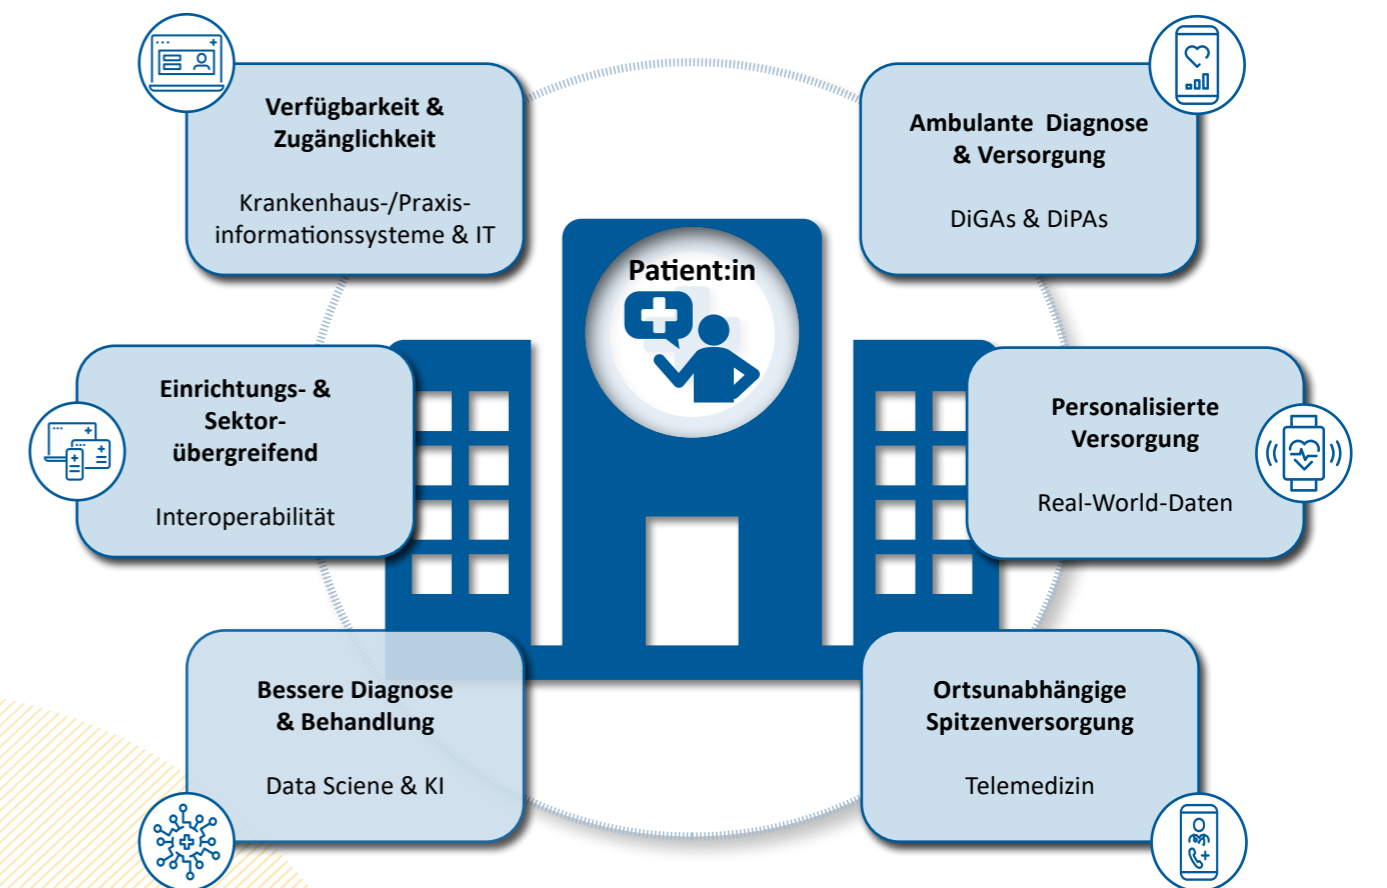 Verfügbarkeit &
Zugänglichkeit
Krankenhaus-/Praxis-
informationssysteme & IT
Ambulante Diagnose
& Versorgung
DiGAs & DiPAs
Patient:in
Einrichtungs- &
Sektor-
übergreifend
Interoperabilität
Personalisierte
Versorgung
Real-World-Daten
Bessere Diagnose
& Behandlung
Data Sciene & KI
Ortsunabhängige
Spitzenversorgung
Telemedizin